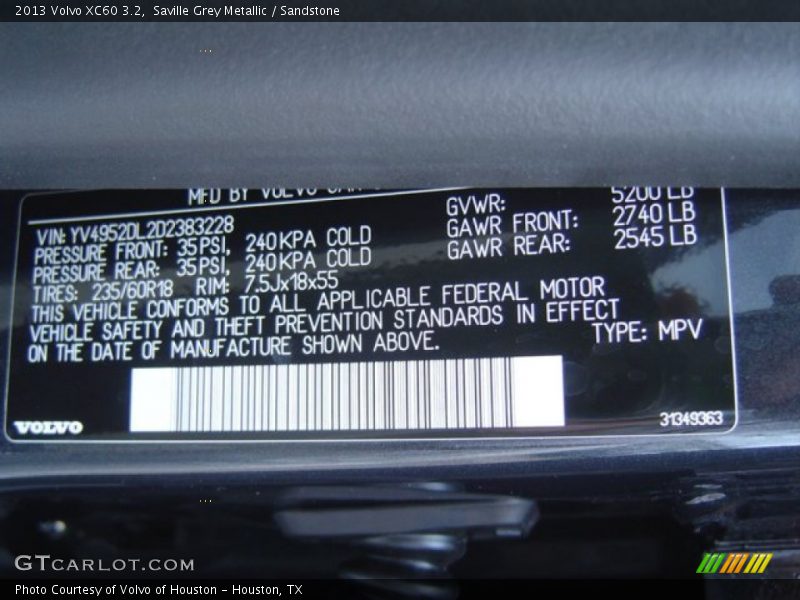 2013 Volvo XC60 3.2, Saville Grey Metallic / Sandstone
MFD BY VOLVO
VIN: YV4952DL2D2383228
PRESSURE FRONT: 35PSI, 240KPA COLD
PRESSURE REAR: 35PSI, 240KPA COLD
TIRES: 235/60R18 RIM: 7.5Jx18x55
GVWR: 5200 LB
GAWR FRONT: 2740 LB
GAWR REAR: 2545 LB
THIS VEHICLE CONFORMS TO ALL APPLICABLE FEDERAL MOTOR
VEHICLE SAFETY AND THEFT PREVENTION STANDARDS IN EFFECT
ON THE DATE OF MANUFACTURE SHOWN ABOVE.
TYPE: MPV
VOLVO
31349363
GTCARLOT.COM
Photo Courtesy of Volvo of Houston - Houston, TX